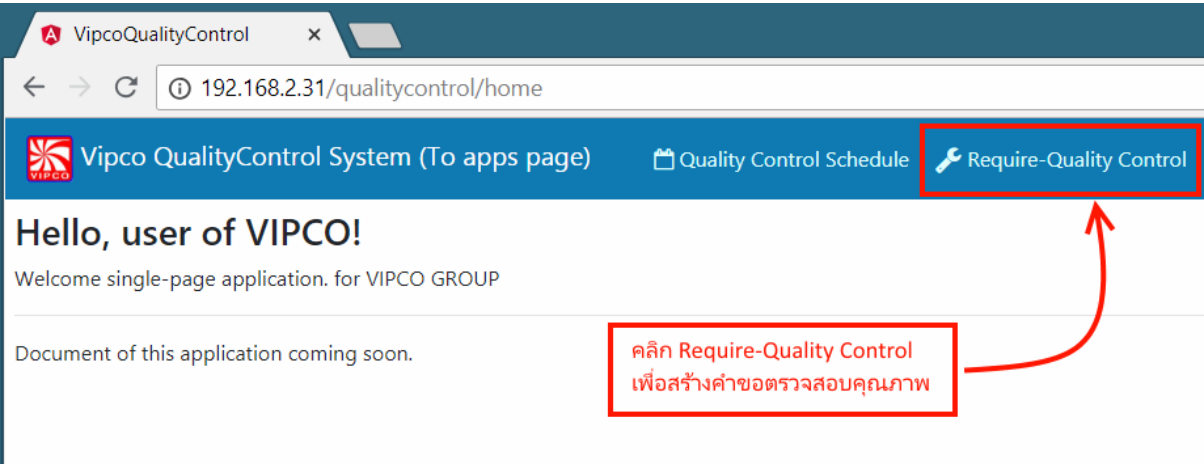 VipcoQualityControl
192.168.2.31/qualitycontrol/home
VIPCO
Vipco QualityControl System (To apps page)
Quality Control Schedule
Require-Quality Control
Hello, user of VIPCO!
Welcome single-page application. for VIPCO GROUP
Document of this application coming soon.
คลิก Require-Quality Control
เพื่อสร้างคำขอตรวจสอบคุณภาพ